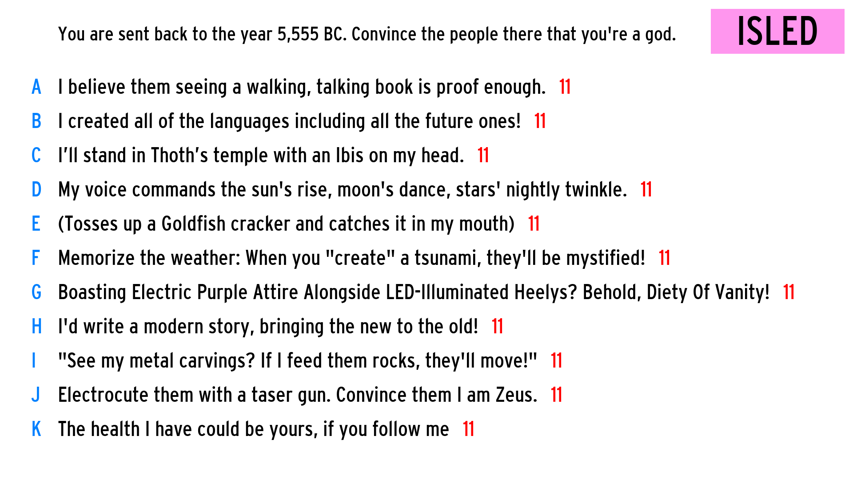 You are sent back to the year 5,555 BC. Convince the people there that you're a god.
ISLED
A I believe them seeing a walking, talking book is proof enough. 11
B I created all of the languages including all the future ones! 11
C I’ll stand in Thoth’s temple with an Ibis on my head. 11
D My voice commands the sun's rise, moon's dance, stars' nightly twinkle. 11
E (Tosses up a Goldfish cracker and catches it in my mouth) 11
F Memorize the weather: When you "create" a tsunami, they'll be mystified! 11
G Boasting Electric Purple Attire Alongside LED-Illuminated Heelys? Behold, Diety Of Vanity! 11
H I'd write a modern story, bringing the new to the old! 11
I "See my metal carvings? If I feed them rocks, they'll move!" 11
J Electrocute them with a taser gun. Convince them I am Zeus. 11
K The health I have could be yours, if you follow me 11